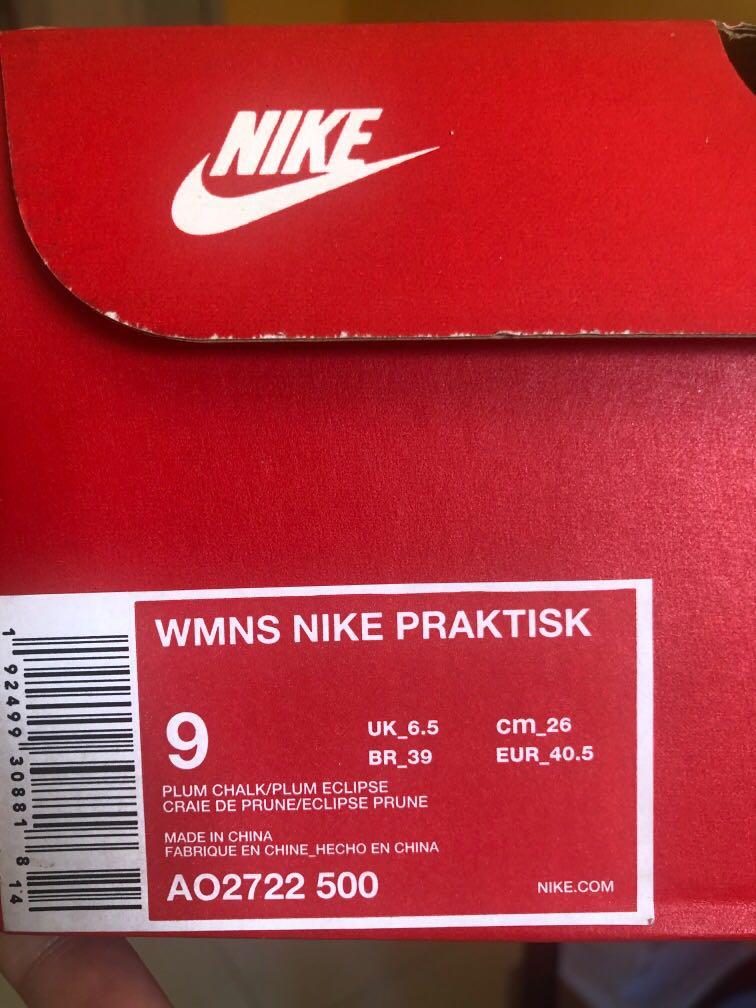 NIKE
WMNS NIKE PRAKTISK
9
UK_6.5 cm_26
BR_39 EUR_40.5
PLUM CHALK/PLUM ECLIPSE
CRAIE DE PRUNE/ECLIPSE PRUNE
MADE IN CHINA
FABRIQUE EN CHINE_HECHO EN CHINA
AO2722 500
NIKE.COM
1 92499 30881 8 14